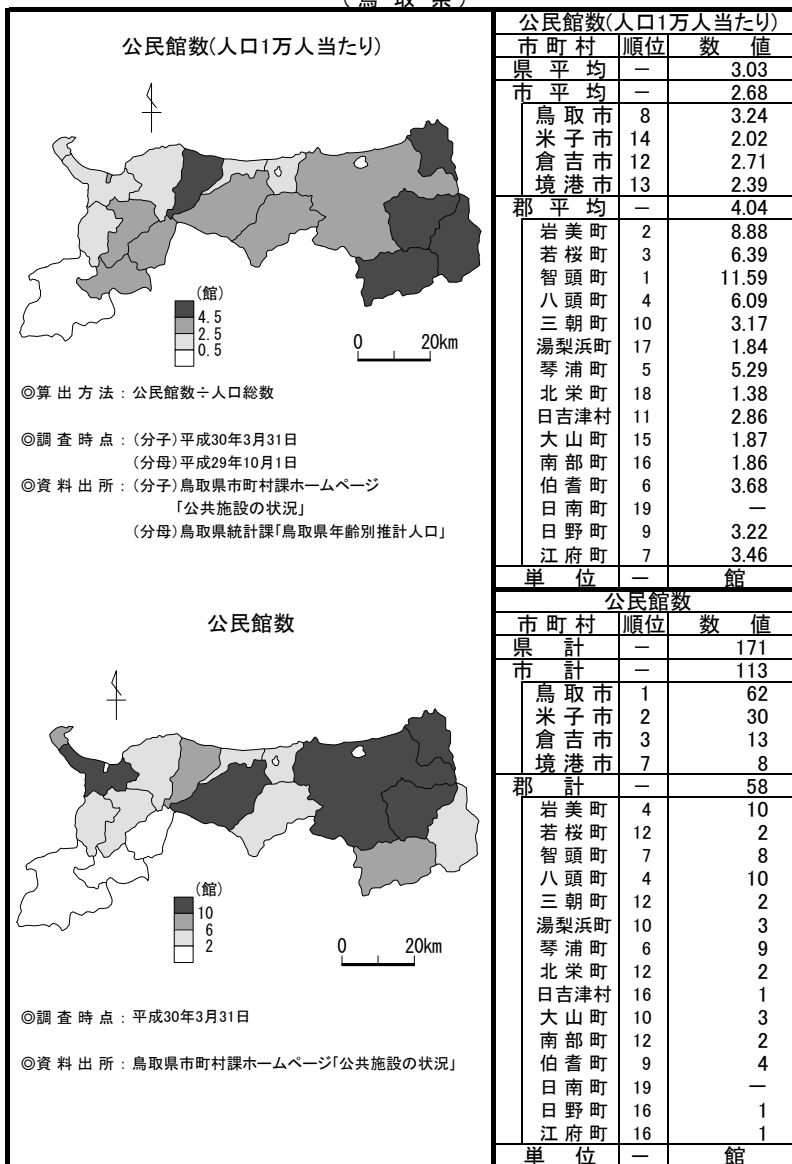 (鳥 取 県)
公民館数(人口1万人当たり)
(館)
4.5
2.5
0.5
0 20km
◎算 出 方 法 : 公民館数÷人口総数
◎調 査 時 点 : (分子)平成30年3月31日
(分母)平成29年10月1日
◎資 料 出 所 : (分子)鳥取県市町村課ホームページ
「公共施設の状況」
(分母)鳥取県統計課「鳥取県年齢別推計人口」
公民館数(人口1万人当たり)
市 町 村 順位 数 値
県 平 均 － 3.03
市 平 均 － 2.68
鳥 取 市 8 3.24
米 子 市 14 2.02
倉 吉 市 12 2.71
境 港 市 13 2.39
郡 平 均 － 4.04
岩 美 町 2 8.88
若 桜 町 3 6.39
智 頭 町 1 11.59
八 頭 町 4 6.09
三 朝 町 10 3.17
湯梨浜町 17 1.84
琴 浦 町 5 5.29
北 栄 町 18 1.38
日吉津村 11 2.86
大 山 町 15 1.87
南 部 町 16 1.86
伯 耆 町 6 3.68
日 南 町 19 －
日 野 町 9 3.22
江 府 町 7 3.46
単 位 － 館
公民館数
(館)
10
6
2
0 20km
◎調 査 時 点 : 平成30年3月31日
◎資 料 出 所 : 鳥取県市町村課ホームページ「公共施設の状況」
公民館数
市 町 村 順位 数 値
県 計 － 171
市 計 － 113
鳥 取 市 1 62
米 子 市 2 30
倉 吉 市 3 13
境 港 市 7 8
郡 計 － 58
岩 美 町 4 10
若 桜 町 12 2
智 頭 町 7 8
八 頭 町 4 10
三 朝 町 12 2
湯梨浜町 10 3
琴 浦 町 6 9
北 栄 町 12 2
日吉津村 16 1
大 山 町 10 3
南 部 町 12 2
伯 耆 町 9 4
日 南 町 19 －
日 野 町 16 1
江 府 町 16 1
単 位 － 館